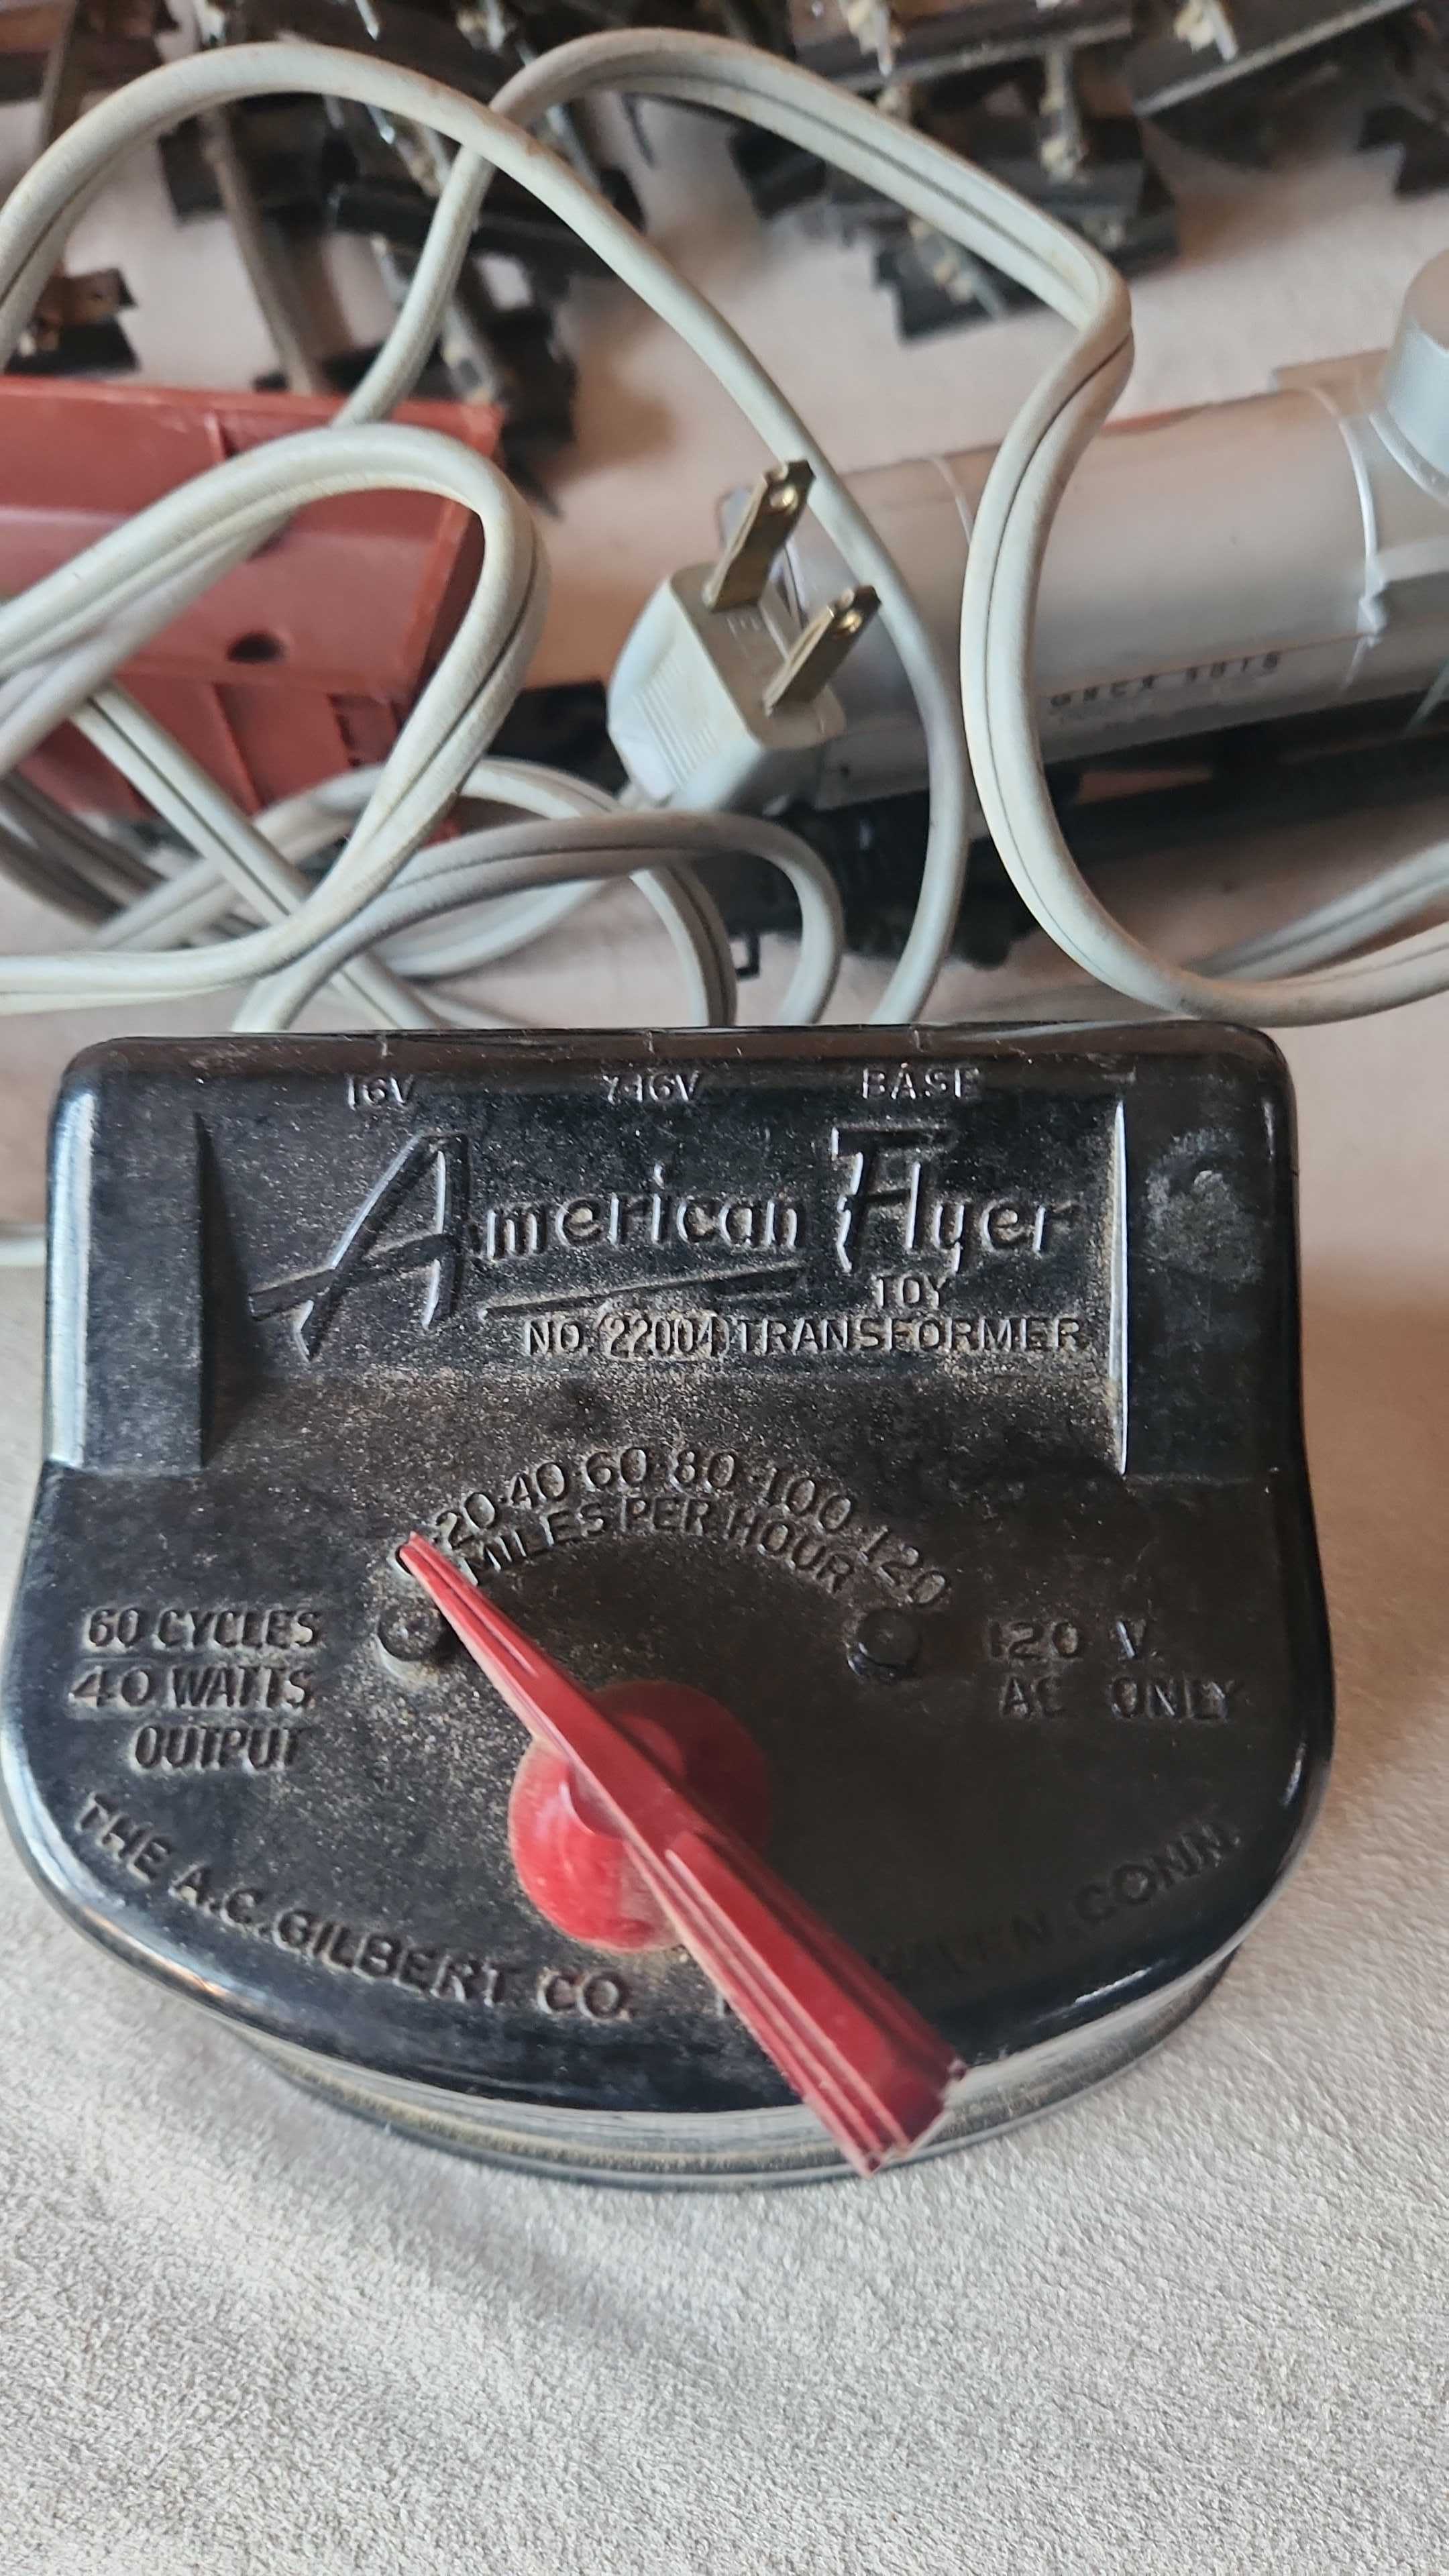 16V 7-16V BASE
American Flyer
TOY
NO. 22004 TRANSFORMER
20·40·60·80·100·120
MILES PER HOUR
60 CYCLES
40 WATTS
OUTPUT
120 V.
AC ONLY
THE A.C. GILBERT CO. HAVEN CONN.